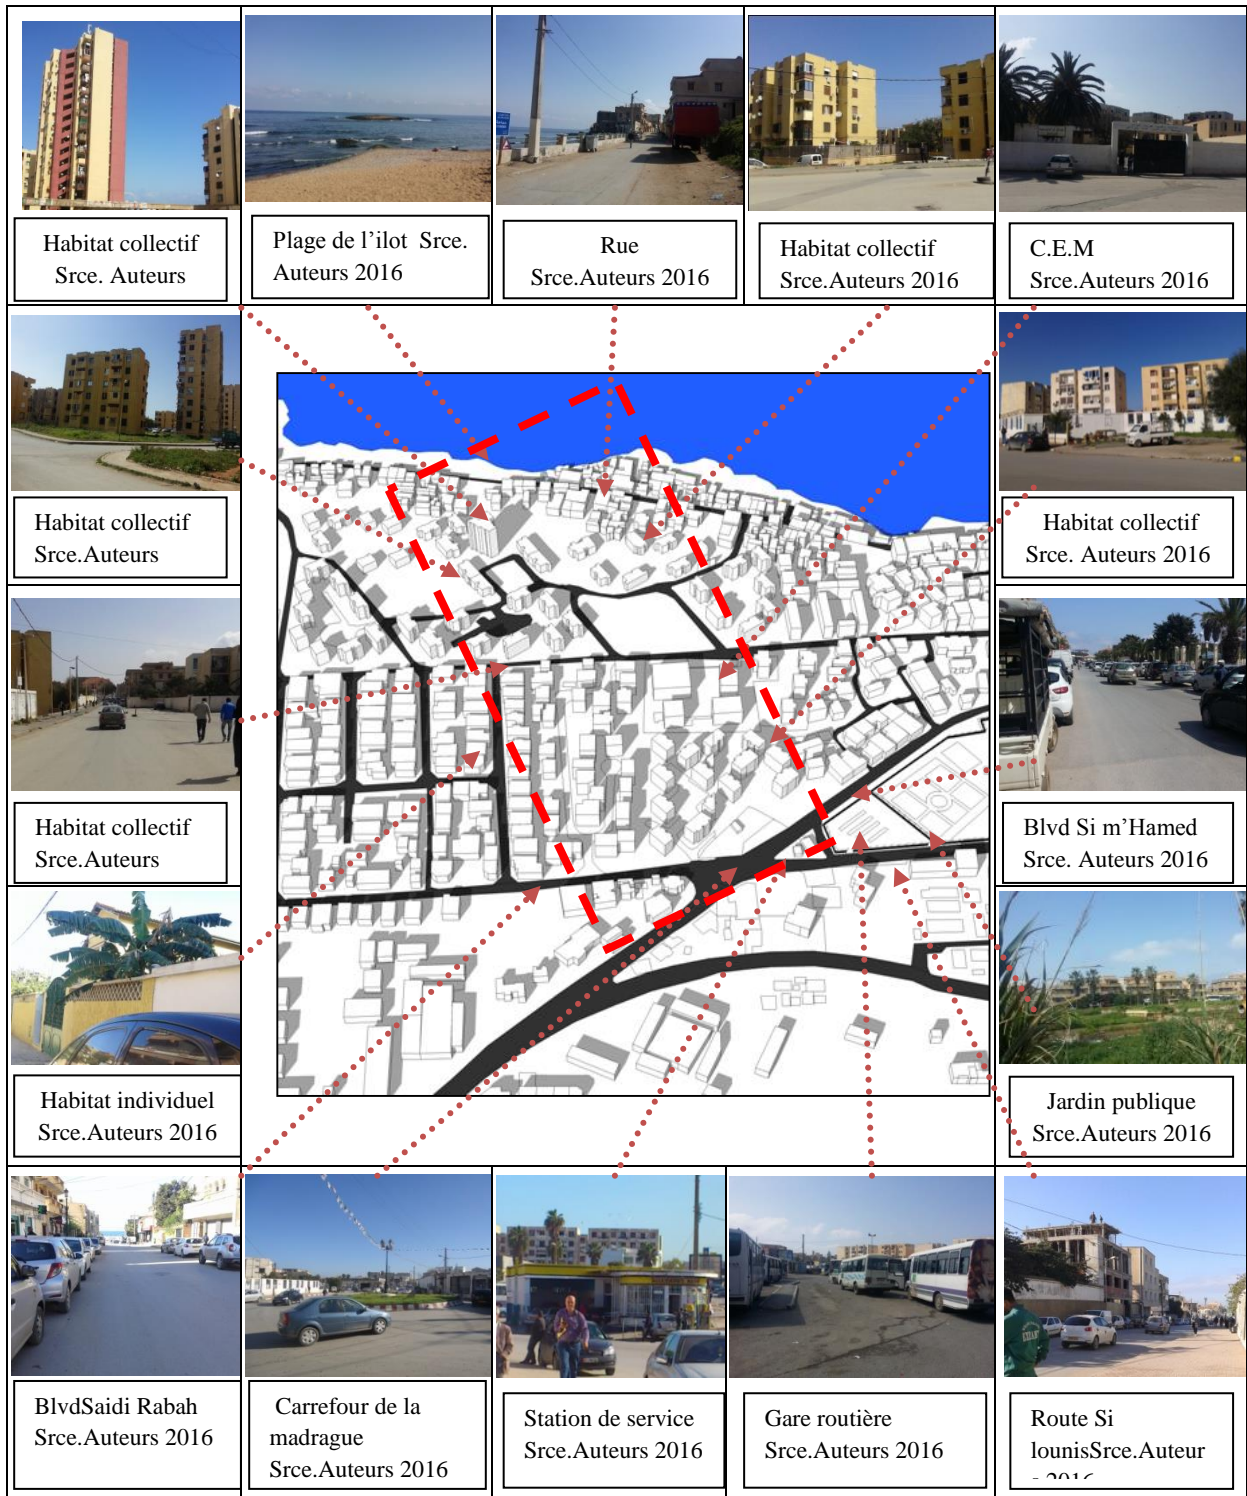 Habitat collectif
Srce. Auteurs
Plage de l’ilot Srce.
Auteurs 2016
Rue
Srce.Auteurs 2016
Habitat collectif
Srce.Auteurs 2016
C.E.M
Srce.Auteurs 2016
Habitat collectif
Srce.Auteurs
Habitat collectif
Srce. Auteurs 2016
Habitat collectif
Srce.Auteurs
Blvd Si m’Hamed
Srce. Auteurs 2016
Habitat individuel
Srce.Auteurs 2016
Jardin publique
Srce.Auteurs 2016
BlvdSaidi Rabah
Srce.Auteurs 2016
Carrefour de la
madrague
Srce.Auteurs 2016
Station de service
Srce.Auteurs 2016
Gare routière
Srce.Auteurs 2016
Route Si
lounisSrce.Auteur
s 2016